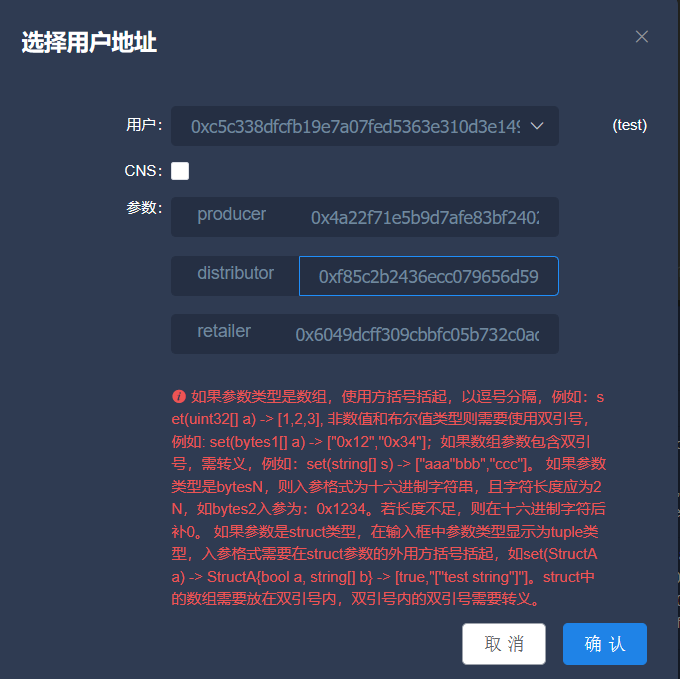 选择用户地址
用户: 0xc5c338dfcfb19e7a07fed5363e310d3e149 (test)
CNS:
参数: producer 0x4a22f71e5b9d7afe83bf2402
distributor 0xf85c2b2436ecc079656d59
retailer 0x6049dcff309cbbfc05b732c0ac
如果参数类型是数组，使用方括号括起，以逗号分隔，例如：s
et(uint32[] a) -> [1,2,3], 非数值和布尔值类型则需要使用双引号，
例如: set(bytes1[] a) -> ["0x12","0x34"]；如果数组参数包含双引
号，需转义，例如：set(string[] s) -> ["aaa"bbb","ccc"]。 如果参数
类型是bytesN，则入参格式为十六进制字符串，且字符长度应为2
N，如bytes2入参为：0x1234。若长度不足，则在十六进制字符后
补0。 如果参数是struct类型，在输入框中参数类型显示为tuple类
型，入参格式需要在struct参数的外用方括号括起，如set(StructA
a) -> StructA{bool a, string[] b} -> [true,"["test string"]"]。struct中
的数组需要放在双引号内，双引号内的双引号需要转义。
取 消
确 认